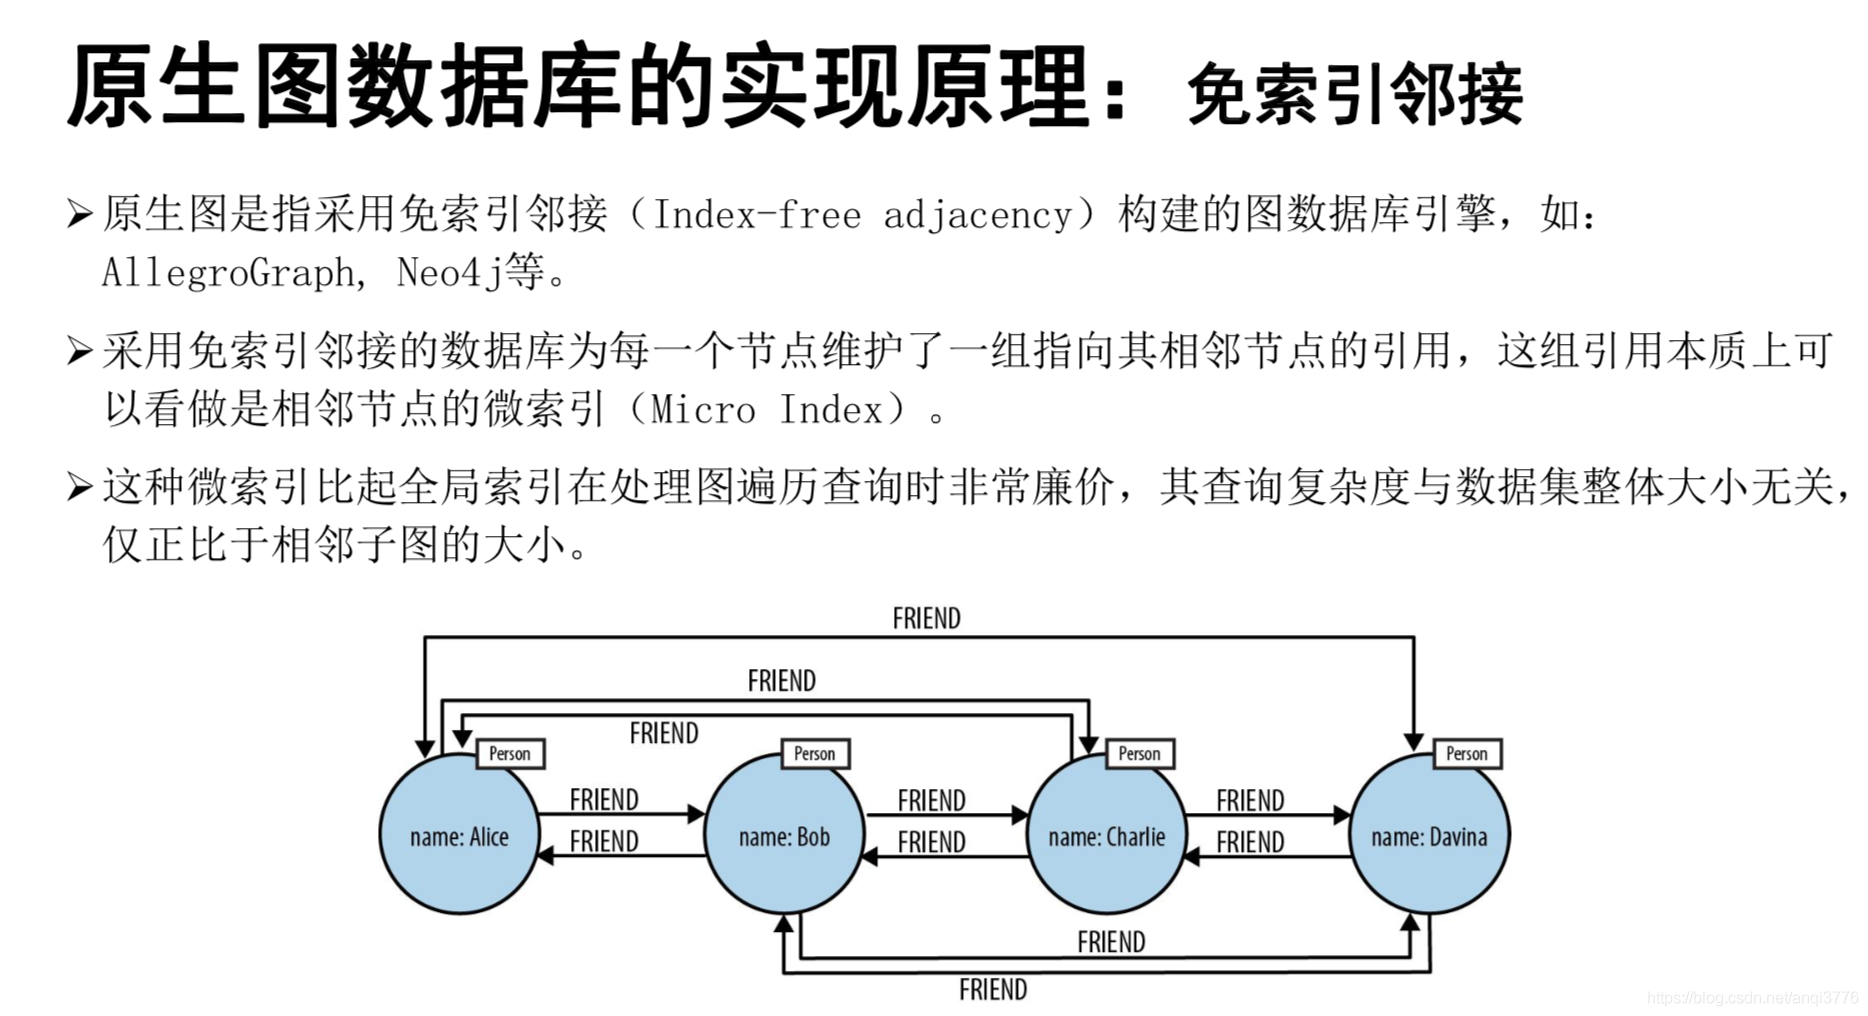 原生图数据库的实现原理：免索引邻接
➢原生图是指采用免索引邻接（Index-free adjacency）构建的图数据库引擎，如：
AllegroGraph, Neo4j等。
➢采用免索引邻接的数据库为每一个节点维护了一组指向其相邻节点的引用，这组引用本质上可
以看做是相邻节点的微索引（Micro Index）。
➢这种微索引比起全局索引在处理图遍历查询时非常廉价，其查询复杂度与数据集整体大小无关，
仅正比于相邻子图的大小。
FRIEND
FRIEND
FRIEND
Person Person Person Person
FRIEND FRIEND FRIEND
name: Alice name: Bob name: Charlie name: Davina
FRIEND FRIEND FRIEND
FRIEND
FRIEND
https://blog.csdn.net/anqi3776